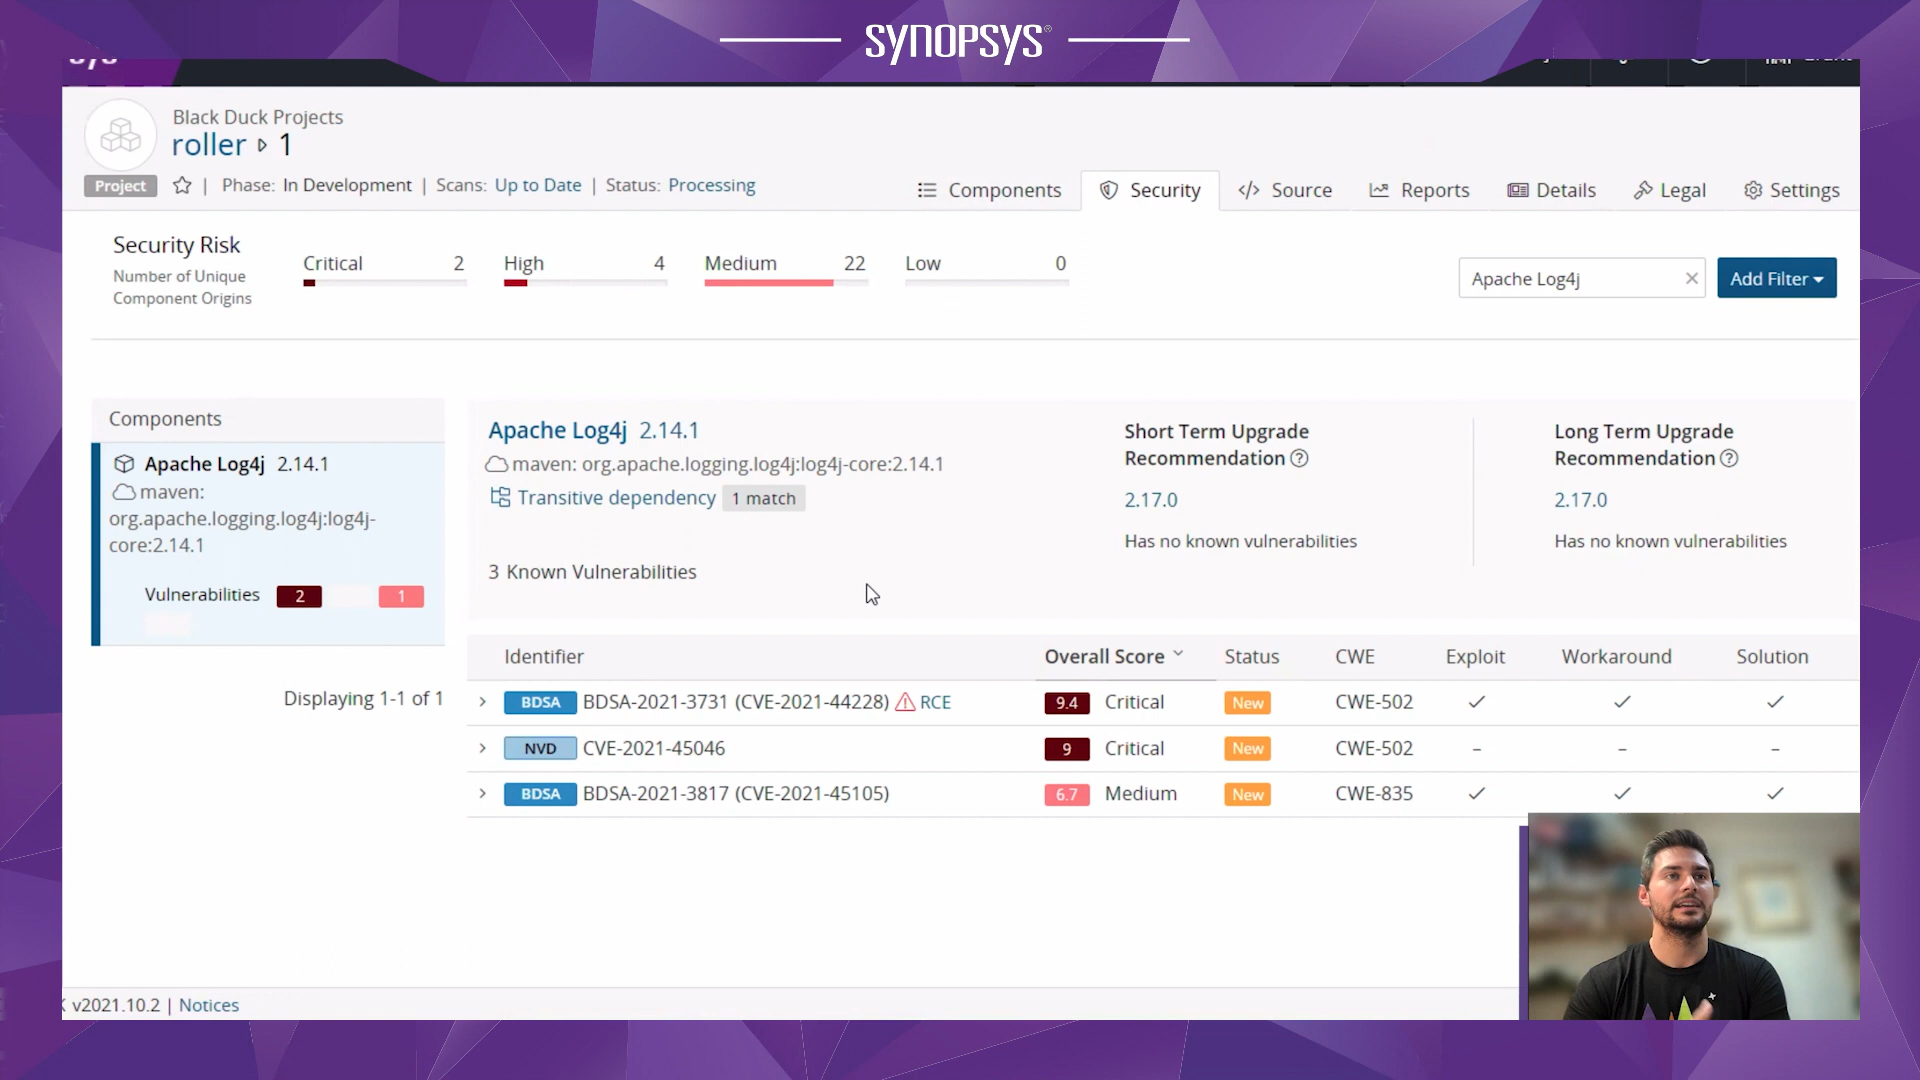 SYNOPSYS®
Black Duck Projects
roller 1
Project | Phase: In Development | Scans: Up to Date | Status: Processing
Components Security Source Reports Details Legal Settings
Security Risk
Number of Unique
Component Origins
Critical 2 High 4 Medium 22 Low 0
Apache Log4j Add Filter
Components
Apache Log4j 2.14.1
maven:
org.apache.logging.log4j:log4j-
core:2.14.1
Vulnerabilities 2 1
Displaying 1-1 of 1
Apache Log4j 2.14.1
maven: org.apache.logging.log4j:log4j-core:2.14.1
Transitive dependency 1 match
3 Known Vulnerabilities
Short Term Upgrade
Recommendation
2.17.0
Has no known vulnerabilities
Long Term Upgrade
Recommendation
2.17.0
Has no known vulnerabilities
Identifier Overall Score Status CWE Exploit Workaround Solution
BDSA BDSA-2021-3731 (CVE-2021-44228) RCE 9.4 Critical New CWE-502
NVD CVE-2021-45046 9 Critical New CWE-502 – – –
BDSA BDSA-2021-3817 (CVE-2021-45105) 6.7 Medium New CWE-835
v2021.10.2 | Notices